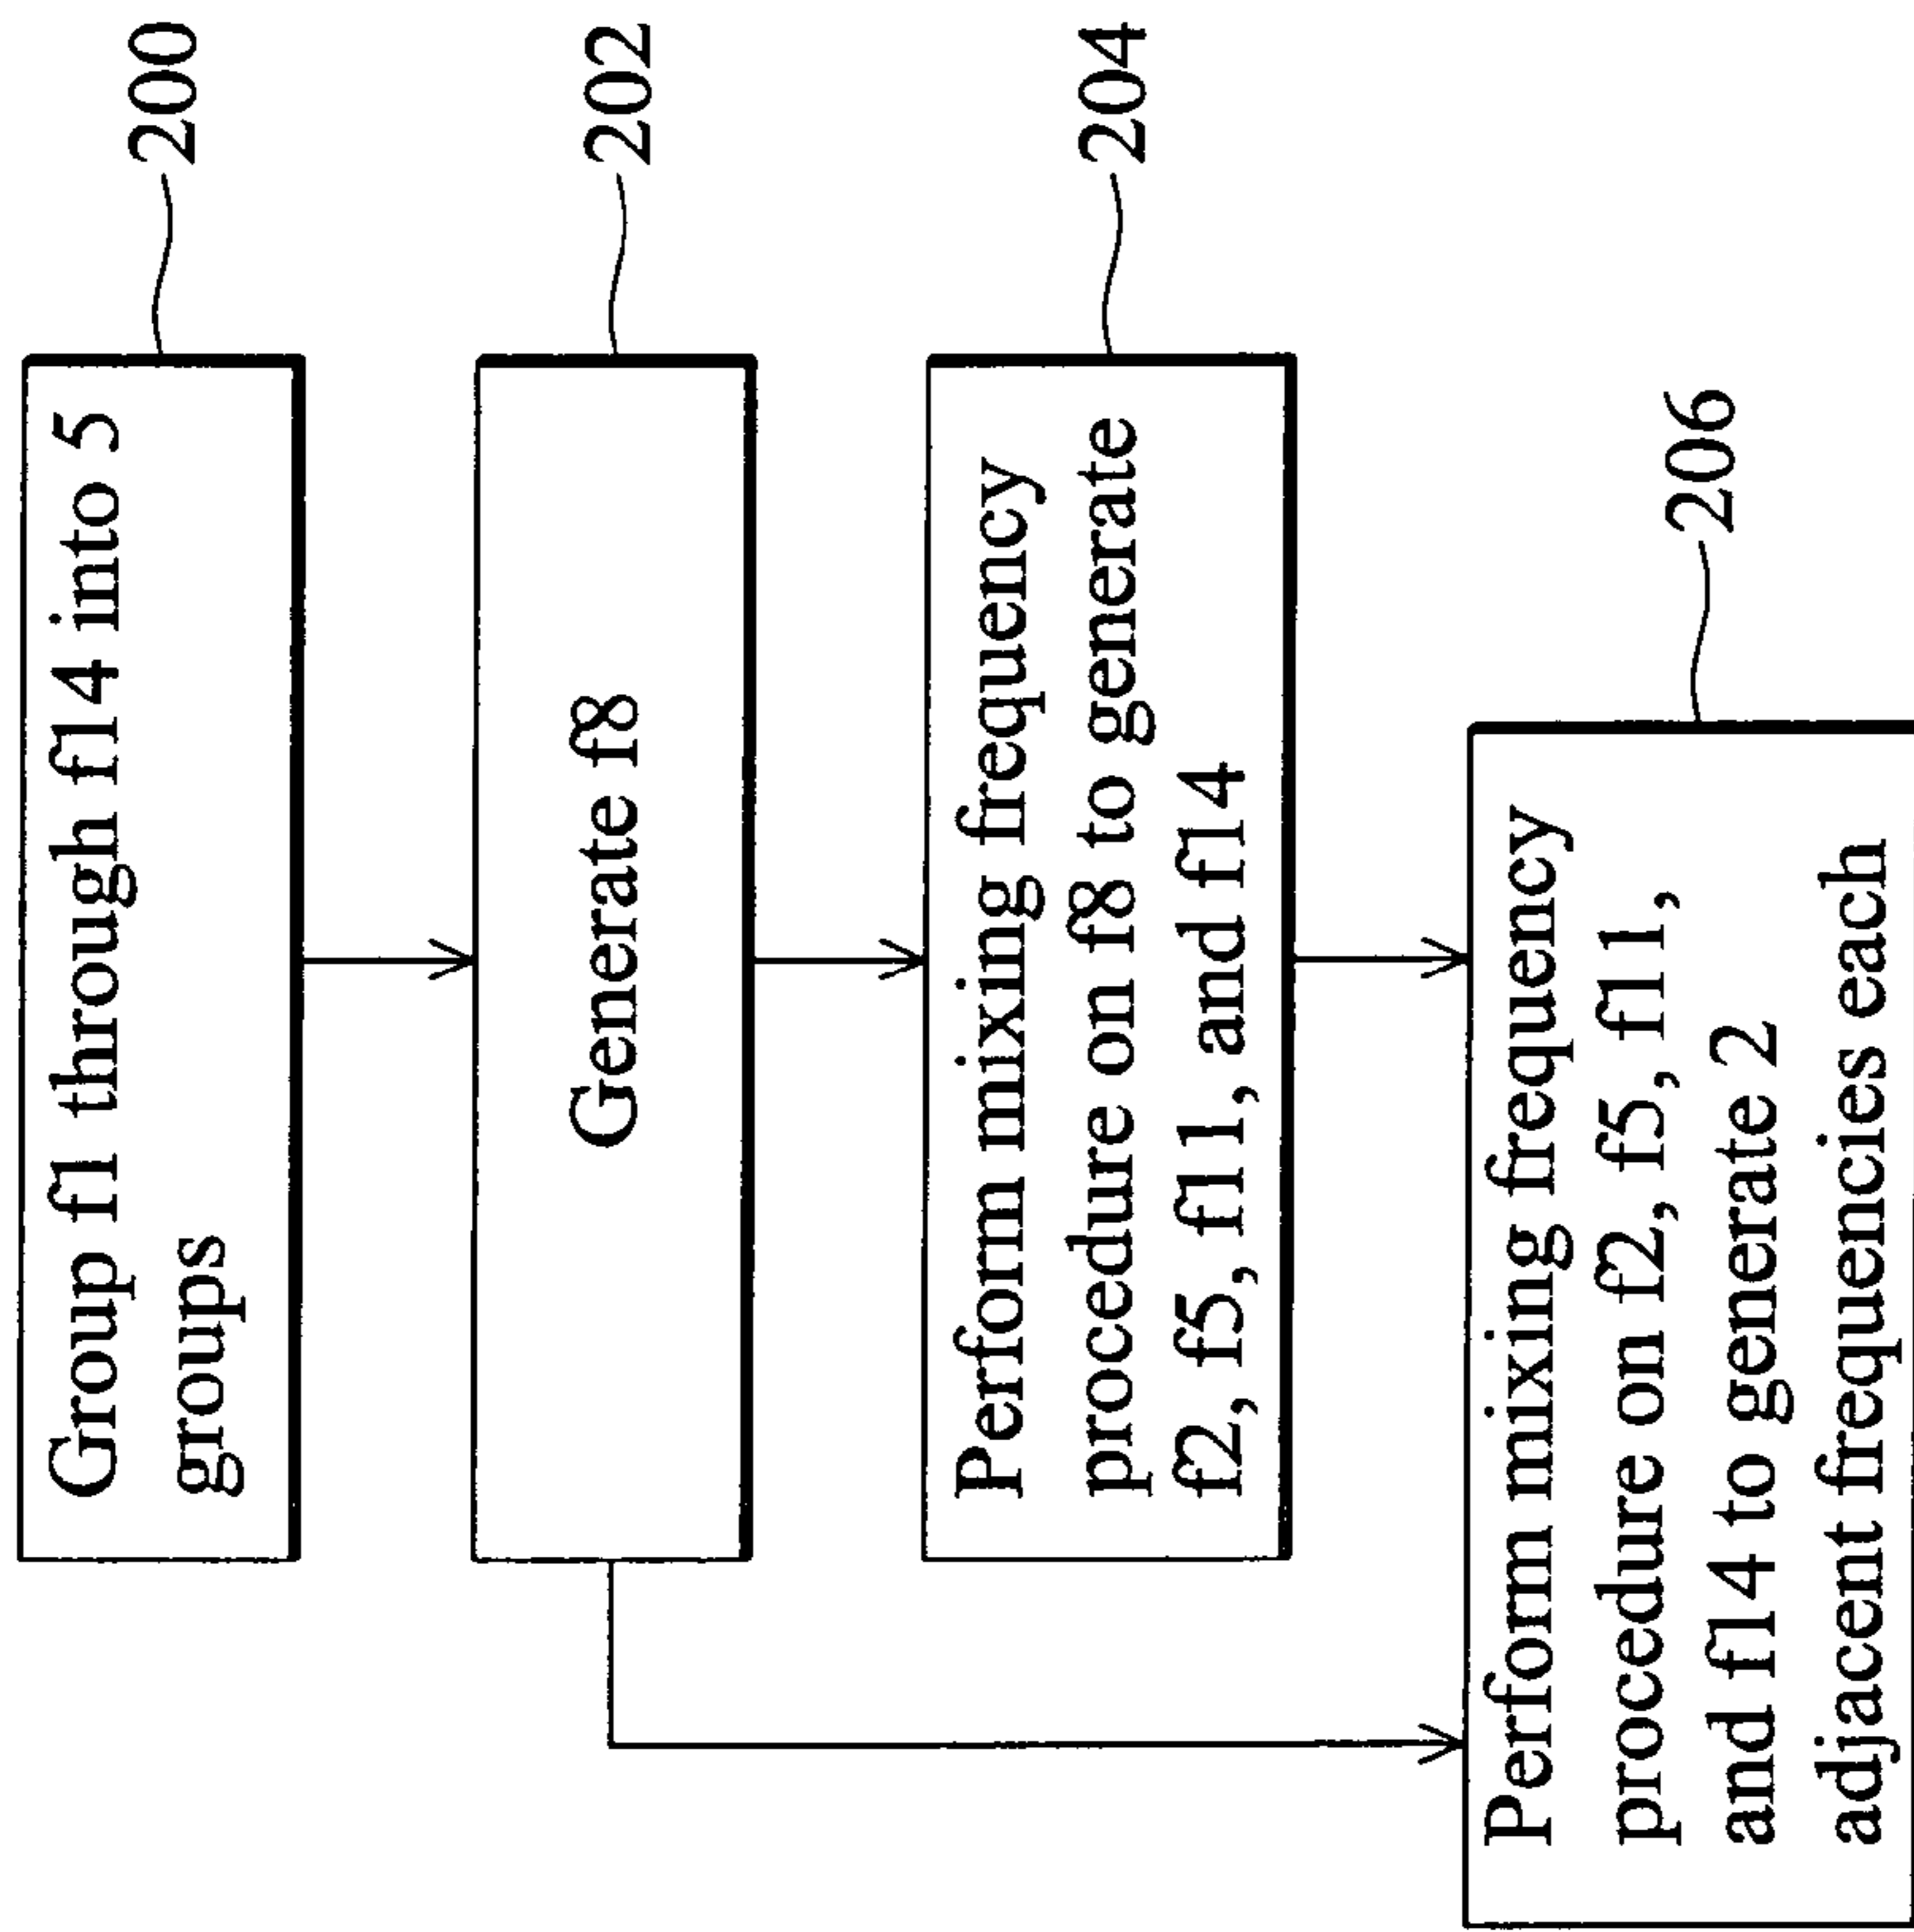 Group f1 through f14 into 5
groups
200
Generate f8
202
Perform mixing frequency
procedure on f8 to generate
f2, f5, f11, and f14
204
Perform mixing frequency
procedure on f2, f5, f11,
and f14 to generate 2
adjacent frequencies each
206